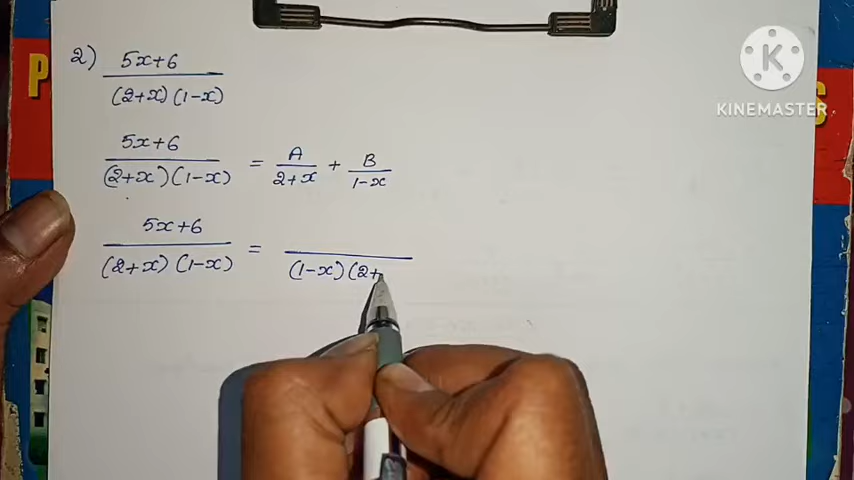 2) 5x+6
(2+x)(1-x)
5x+6 / (2+x)(1-x) = A / 2+x + B / 1-x
5x+6 / (2+x)(1-x) = / (1-x)(2+
K
KINEMASTER
P